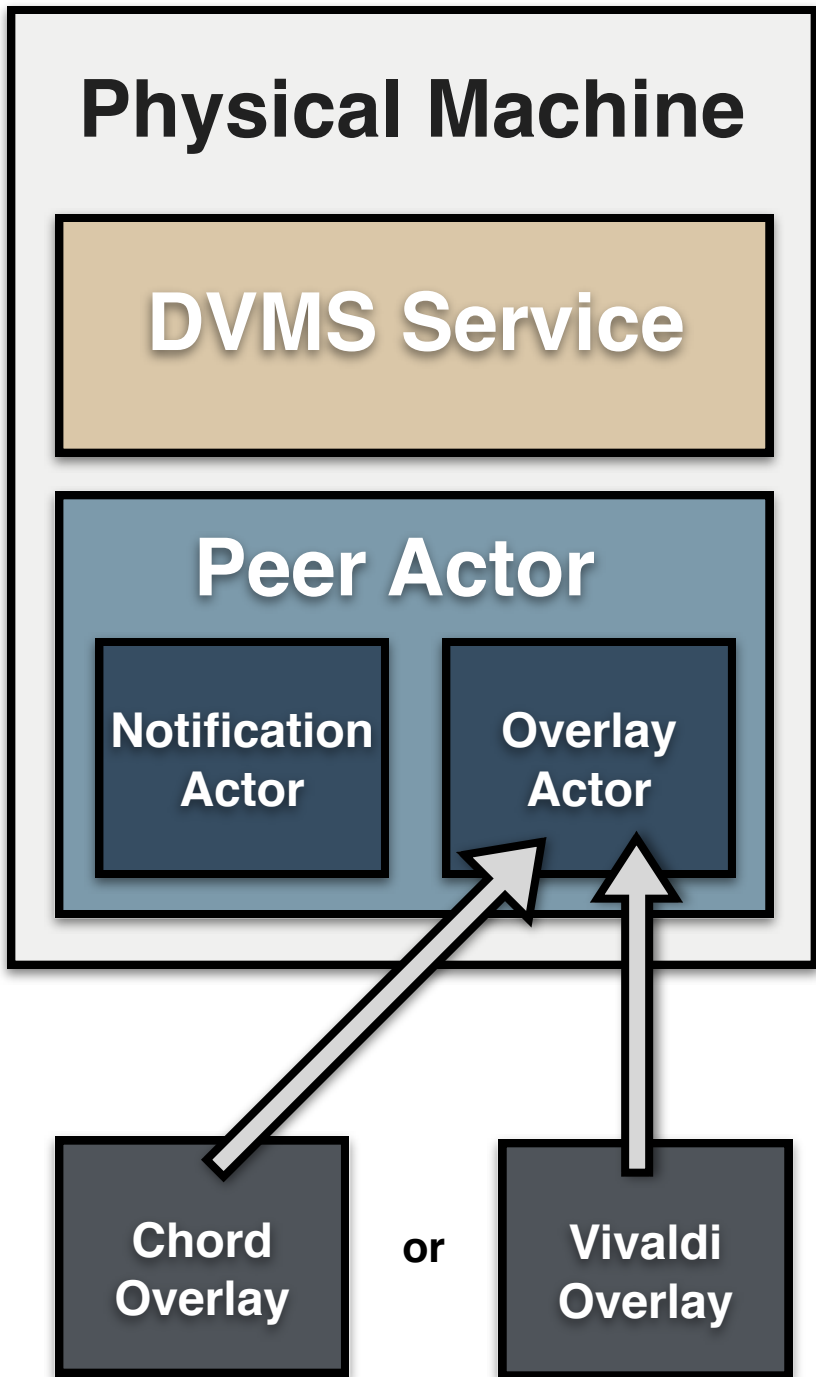 Physical Machine
DVMS Service
Peer Actor
Notification
Actor
Overlay
Actor
Chord
Overlay
or
Vivaldi
Overlay